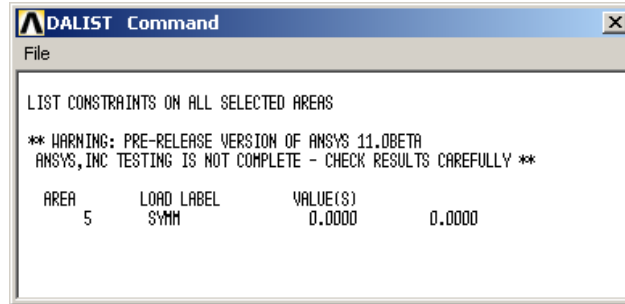 DALIST Command
File
LIST CONSTRAINTS ON ALL SELECTED AREAS
** WARNING: PRE-RELEASE VERSION OF ANSYS 11.0BETA
ANSYS,INC TESTING IS NOT COMPLETE - CHECK RESULTS CAREFULLY **
AREA LOAD LABEL VALUE(S)
5 SYMM 0.0000 0.0000